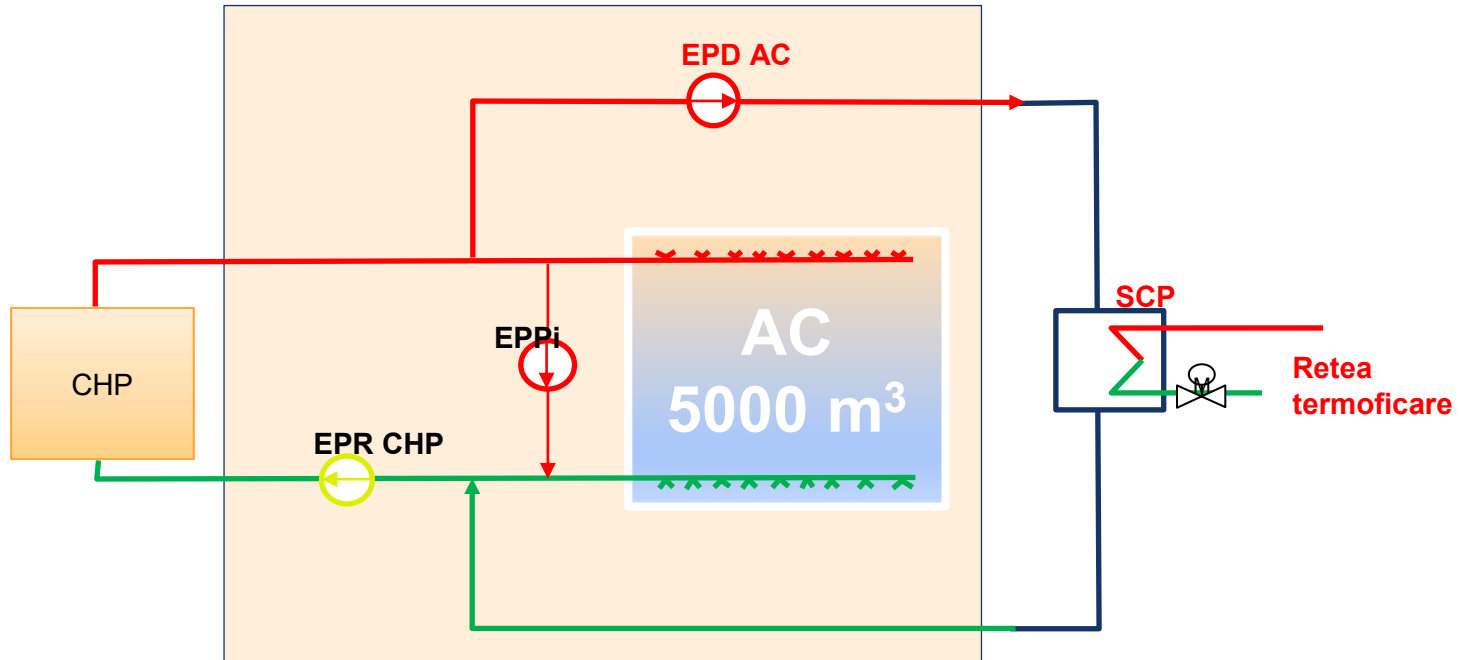 EPD AC
SCP
AC
5000 m³
EPPi
CHP
Retea
termoficare
EPR CHP
M